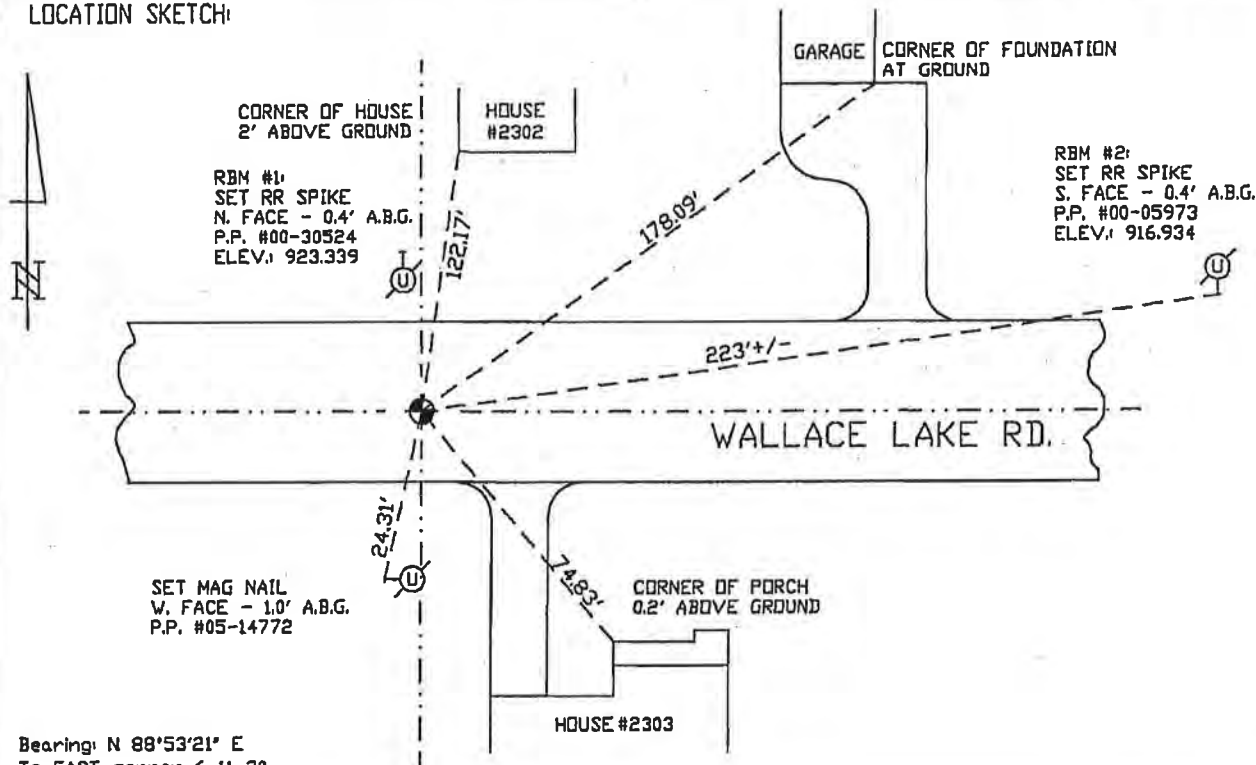 LOCATION SKETCH:
GARAGE
CORNER OF FOUNDATION
AT GROUND
CORNER OF HOUSE
2' ABOVE GROUND
HOUSE
#2302
RBM #1:
SET RR SPIKE
N. FACE - 0.4' A.B.G.
P.P. #00-30524
ELEV.: 923.339
RBM #2:
SET RR SPIKE
S. FACE - 0.4' A.B.G.
P.P. #00-05973
ELEV.: 916.934
N
U
U
122.17'
178.09'
223'+/-
WALLACE LAKE RD.
24.31'
74.83'
U
SET MAG NAIL
W. FACE - 1.0' A.B.G.
P.P. #05-14772
CORNER OF PORCH
0.2' ABOVE GROUND
HOUSE #2303
Bearing: N 88°53'21" E